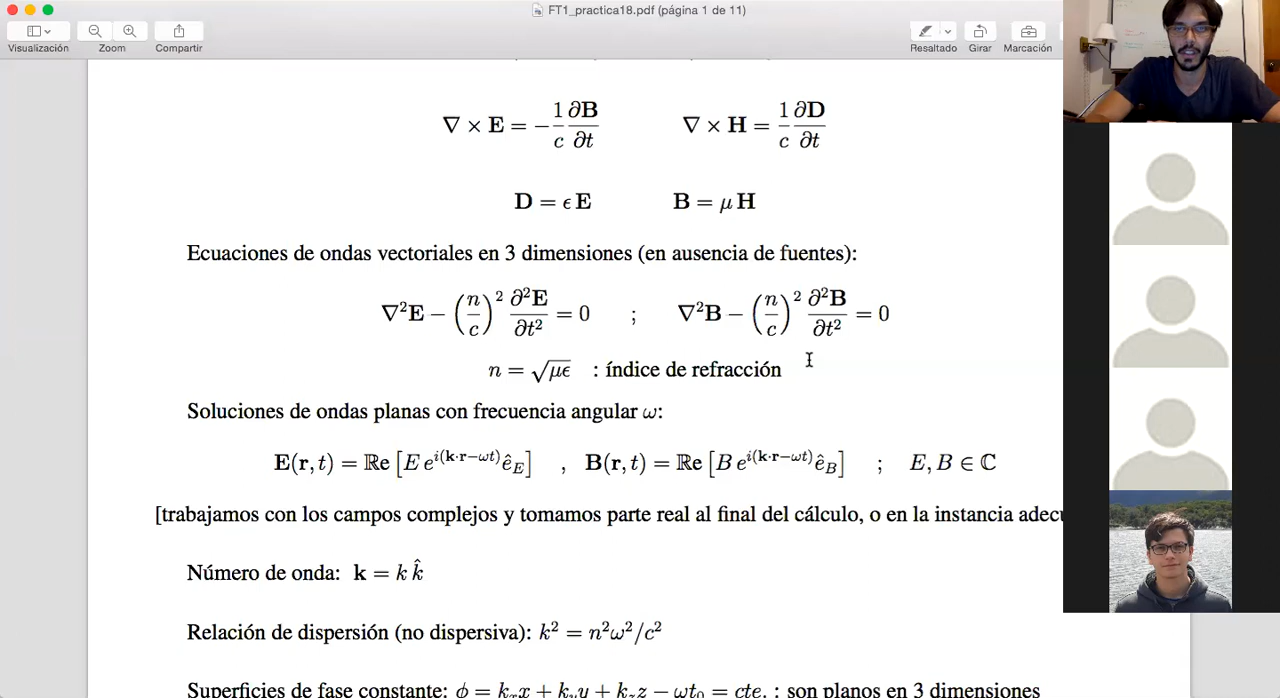 FT1_practica18.pdf (página 1 de 11)
Visualización Zoom Compartir Resaltado Girar Marcación
∇ × E = −(1/c) ∂B/∂t ∇ × H = (1/c) ∂D/∂t
D = ϵ E B = μ H
Ecuaciones de ondas vectoriales en 3 dimensiones (en ausencia de fuentes):
∇²E − (n/c)² ∂²E/∂t² = 0 ; ∇²B − (n/c)² ∂²B/∂t² = 0
n = √μϵ : índice de refracción
Soluciones de ondas planas con frecuencia angular ω:
E(r, t) = ℝe [E e^{i(k·r−ωt)} ê_E] , B(r, t) = ℝe [B e^{i(k·r−ωt)} ê_B] ; E, B ∈ ℂ
[trabajamos con los campos complejos y tomamos parte real al final del cálculo, o en la instancia adecu
Número de onda: k = k k̂
Relación de dispersión (no dispersiva): k² = n²ω²/c²
Superficies de fase constante: ϕ = kₓx + k_y y + k_z z − ωt₀ = cte. : son planos en 3 dimensiones